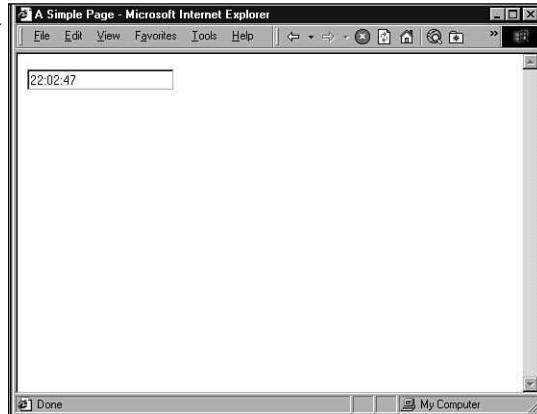 A Simple Page - Microsoft Internet Explorer
File Edit View Favorites Tools Help »
22:02:47
Done My Computer